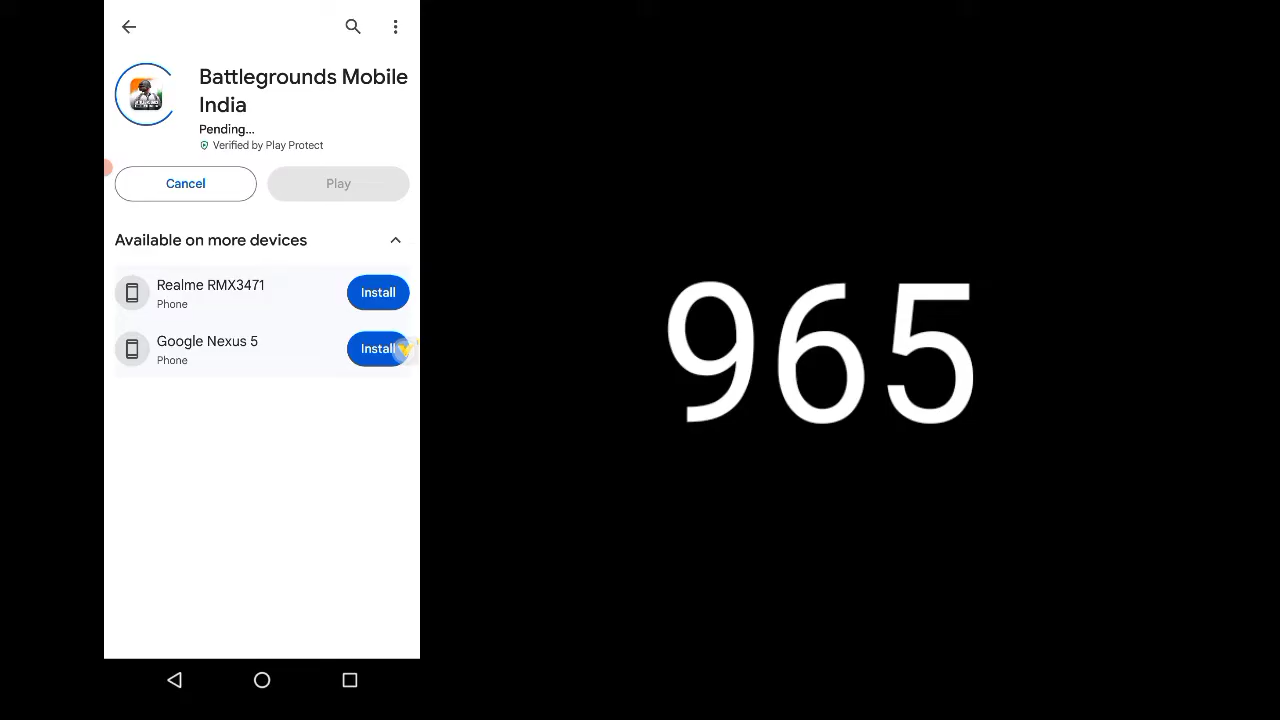 Battlegrounds Mobile
India
Pending...
Verified by Play Protect
Cancel
Play
Available on more devices
Realme RMX3471
Phone
Install
Google Nexus 5
Phone
Install
965